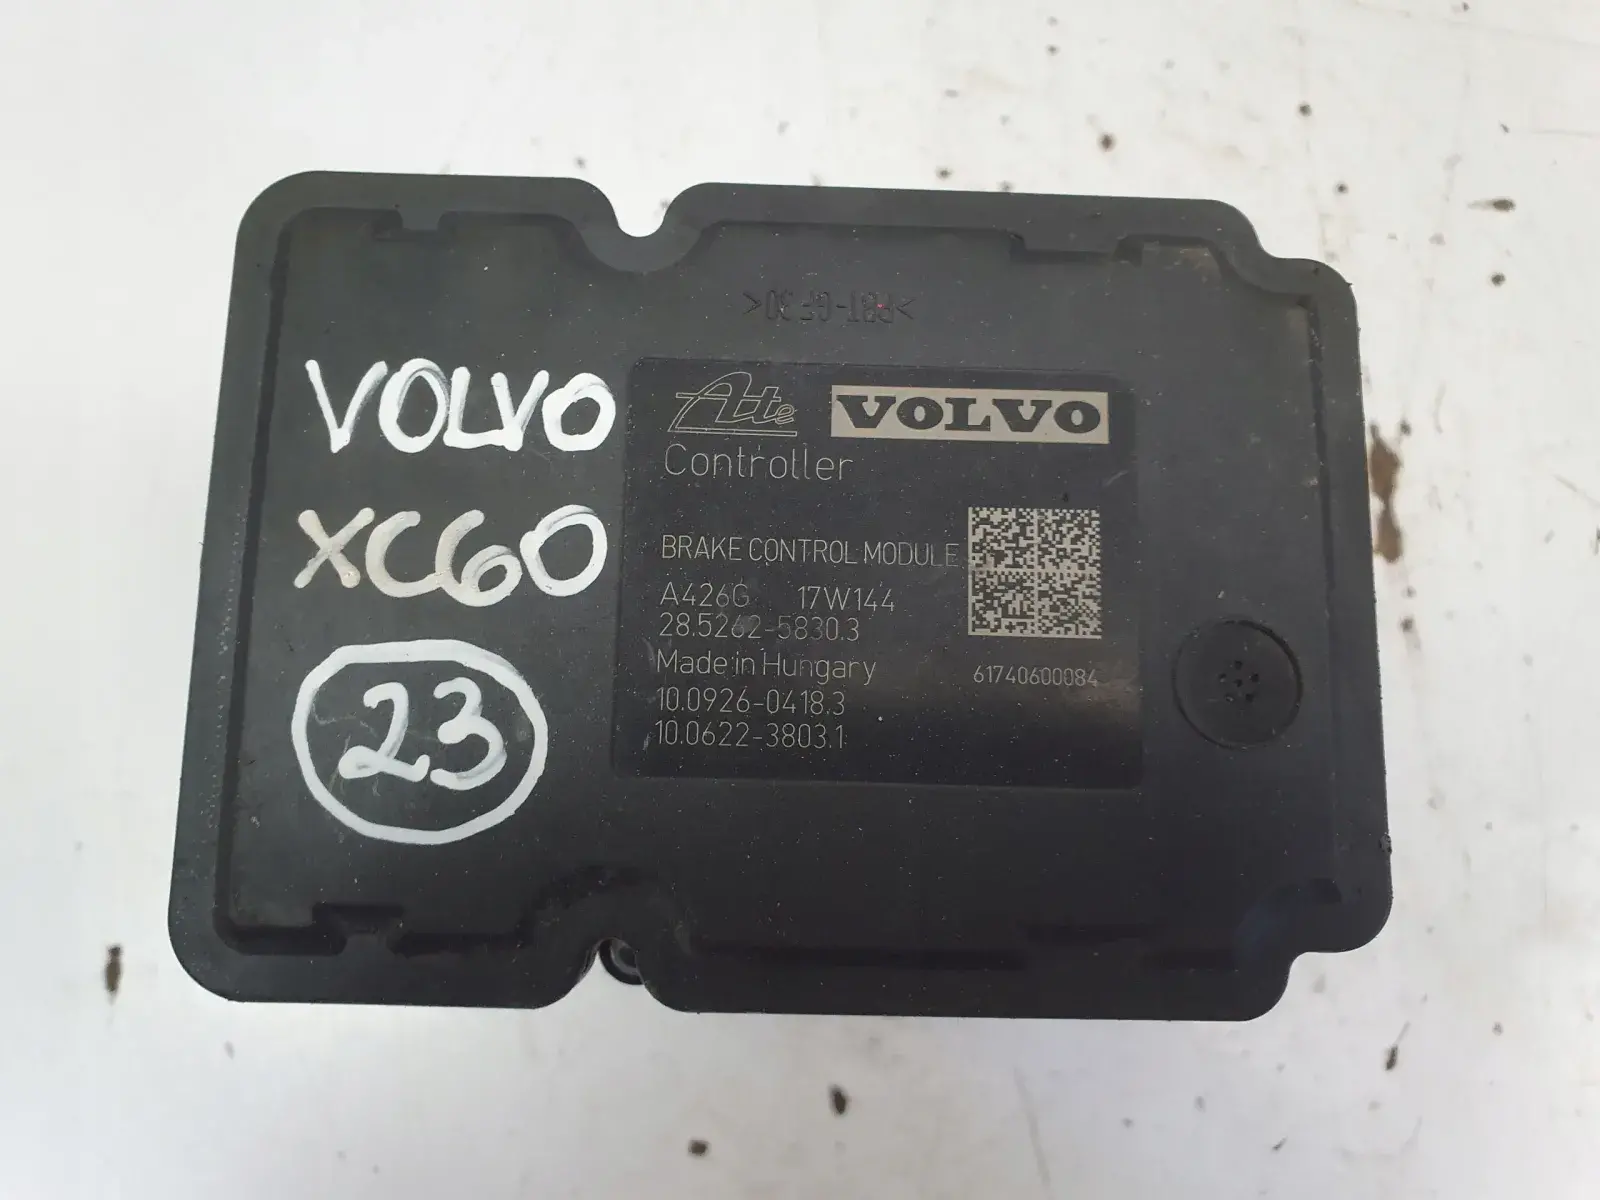 >PBT-GF30<
VOLVO
XC60
23
Ate VOLVO
Controller
BRAKE CONTROL MODULE
A426G 17W144
28.5262-5830.3
Made in Hungary 61740600084
10.0926-0418.3
10.0622-3803.1